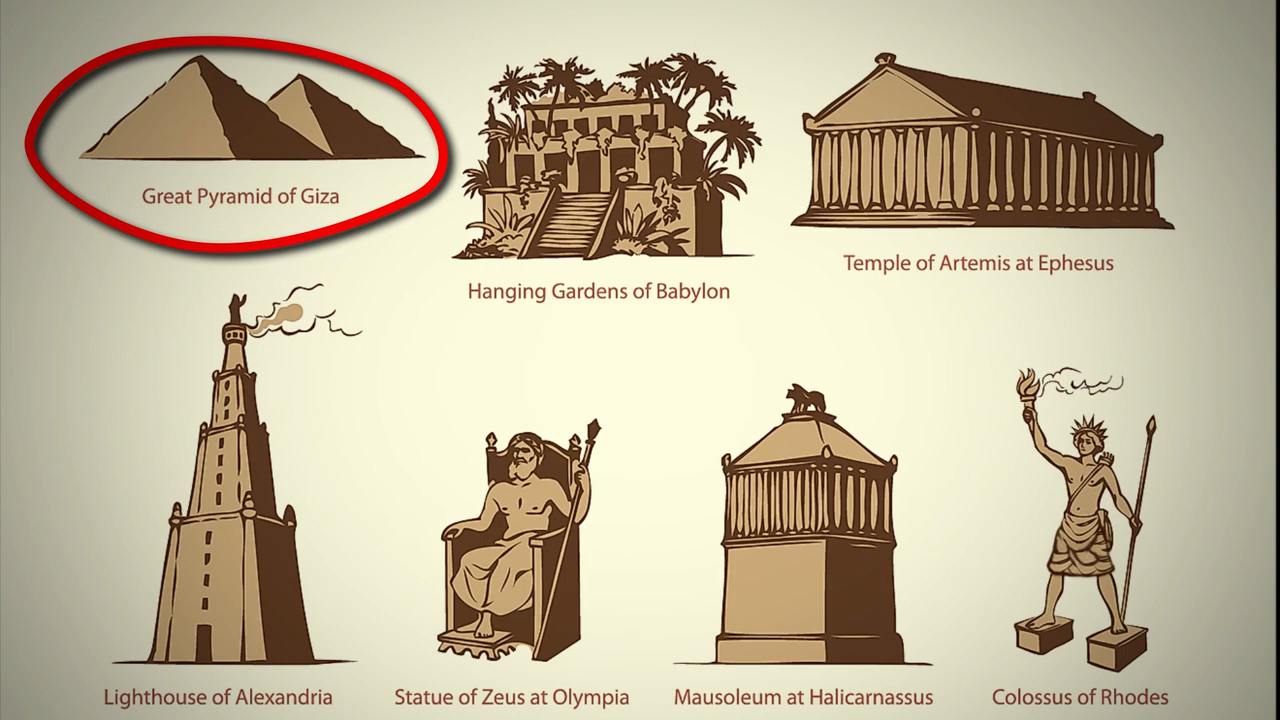 Great Pyramid of Giza
Hanging Gardens of Babylon
Temple of Artemis at Ephesus
Lighthouse of Alexandria
Statue of Zeus at Olympia
Mausoleum at Halicarnassus
Colossus of Rhodes